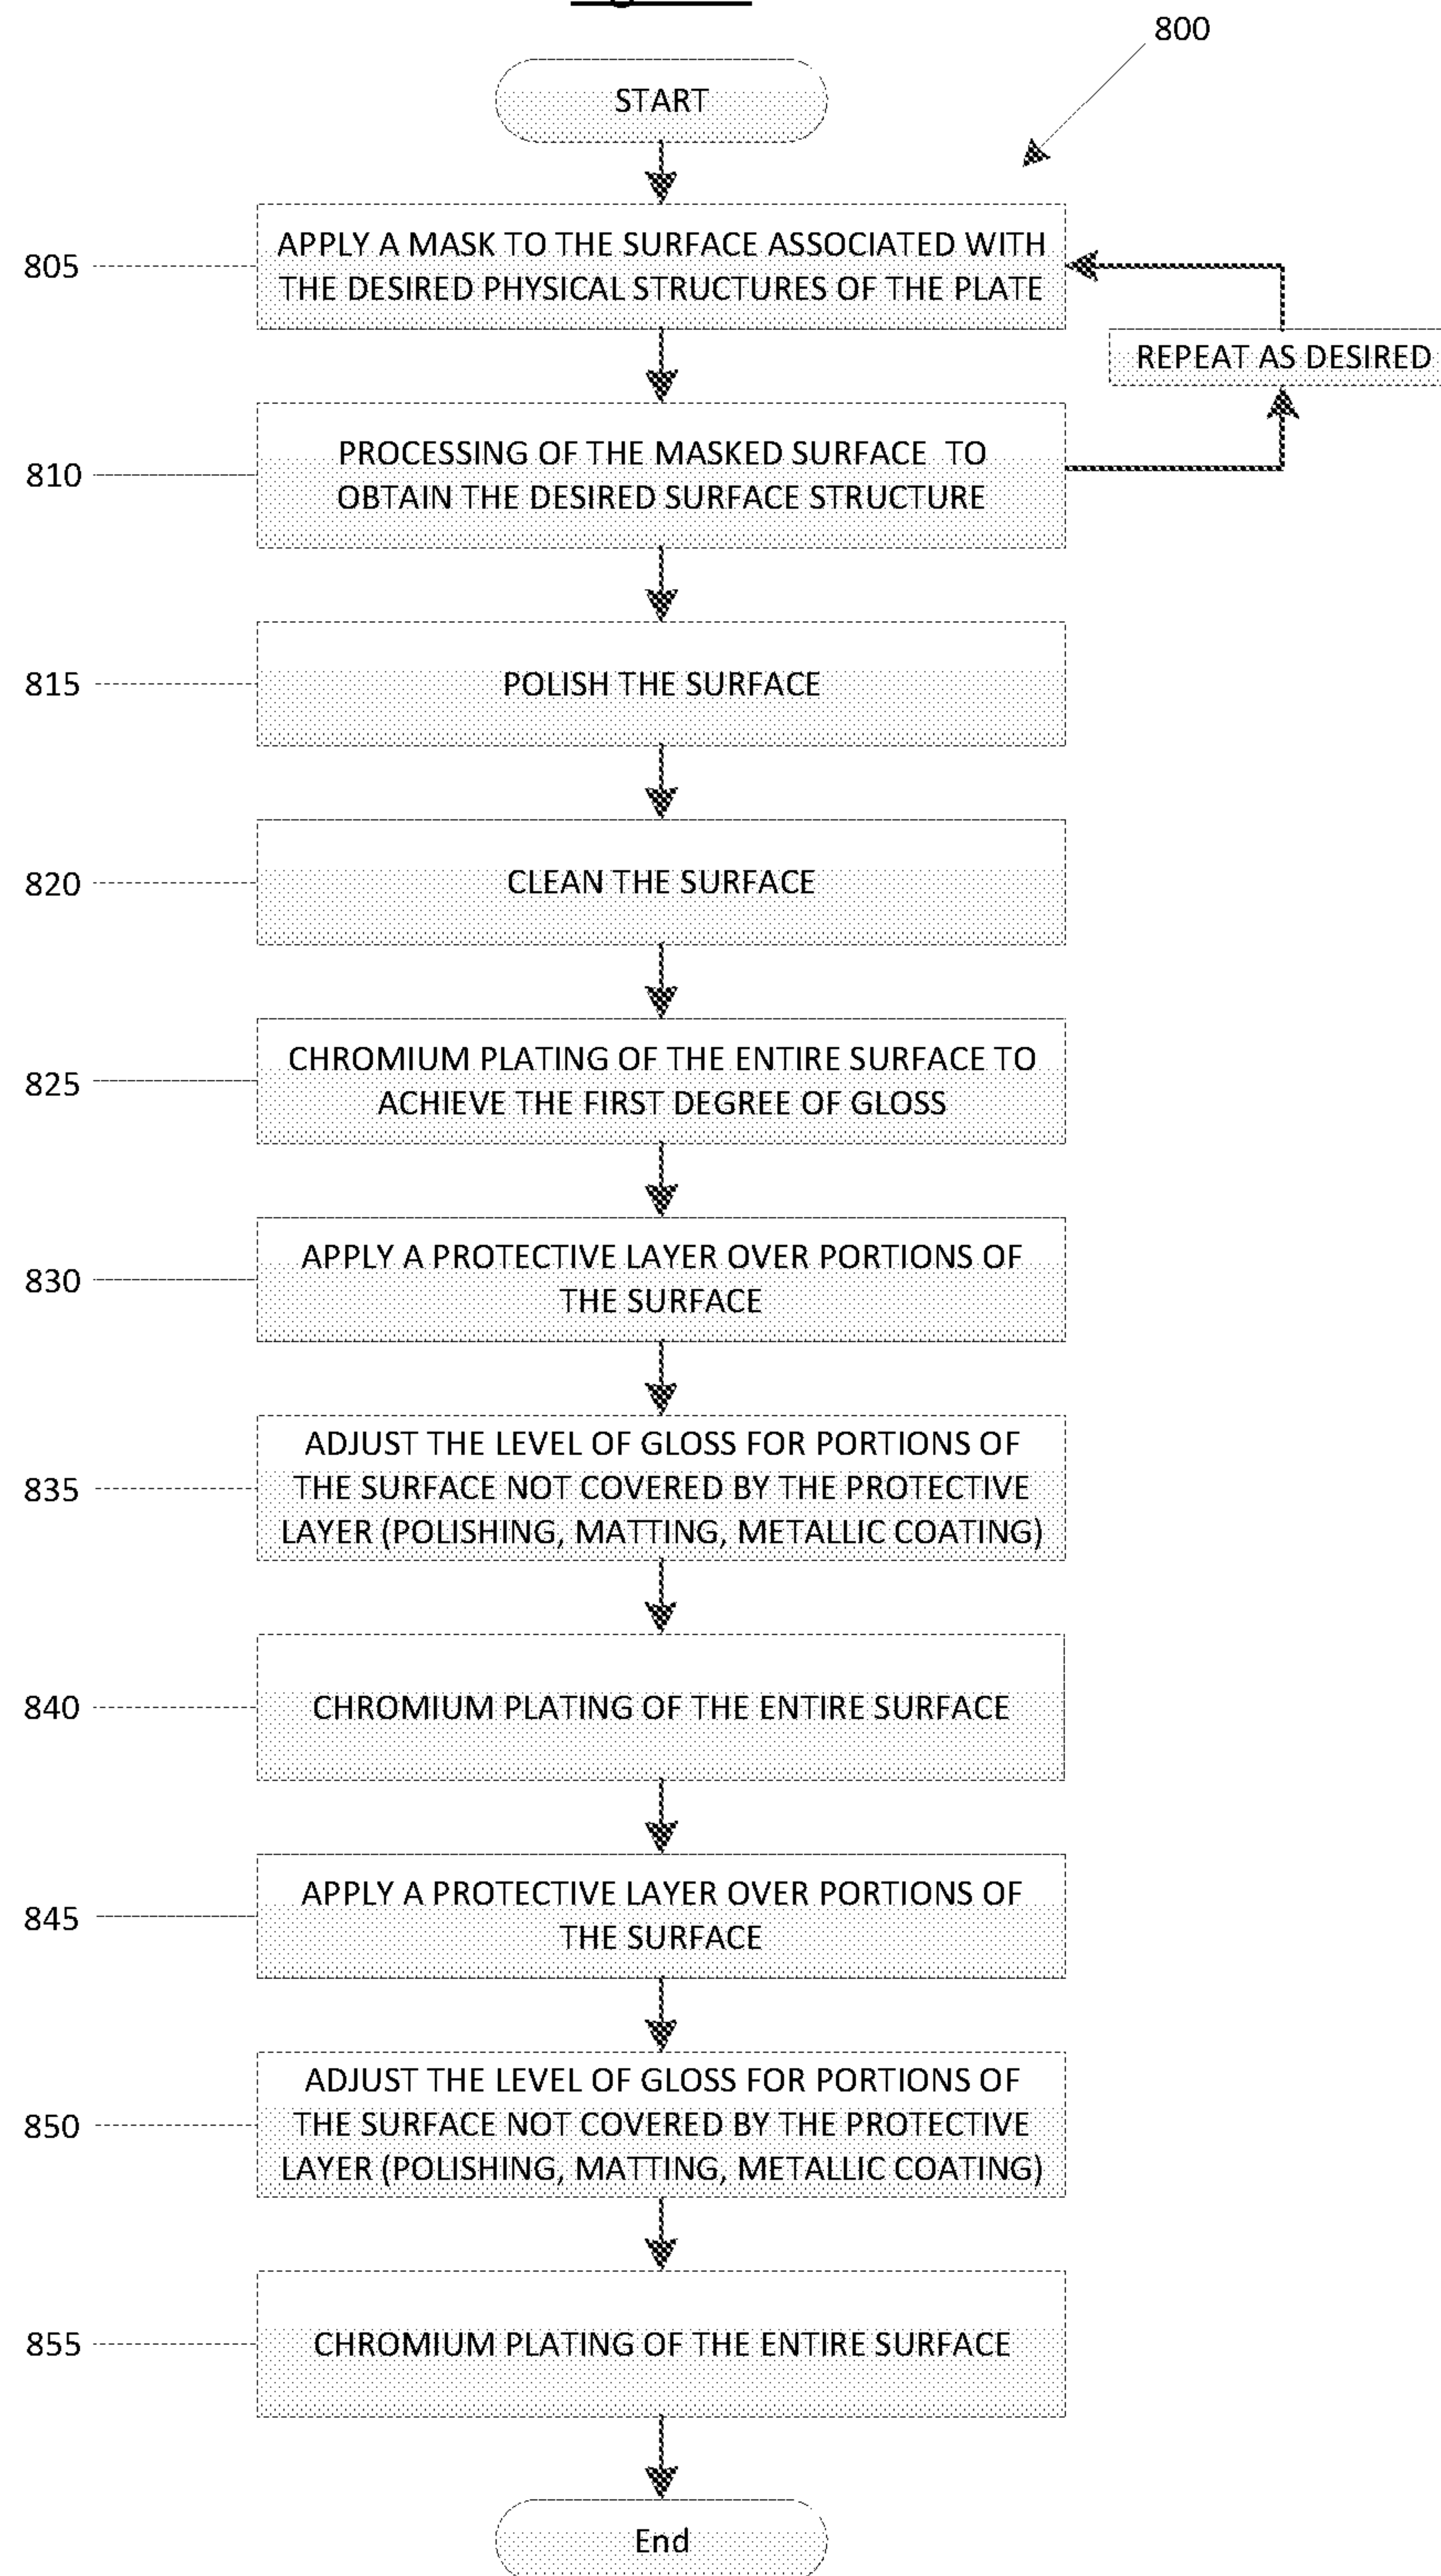 800
START
805
APPLY A MASK TO THE SURFACE ASSOCIATED WITH
THE DESIRED PHYSICAL STRUCTURES OF THE PLATE
REPEAT AS DESIRED
810
PROCESSING OF THE MASKED SURFACE TO
OBTAIN THE DESIRED SURFACE STRUCTURE
815
POLISH THE SURFACE
820
CLEAN THE SURFACE
825
CHROMIUM PLATING OF THE ENTIRE SURFACE TO
ACHIEVE THE FIRST DEGREE OF GLOSS
830
APPLY A PROTECTIVE LAYER OVER PORTIONS OF
THE SURFACE
835
ADJUST THE LEVEL OF GLOSS FOR PORTIONS OF
THE SURFACE NOT COVERED BY THE PROTECTIVE
LAYER (POLISHING, MATTING, METALLIC COATING)
840
CHROMIUM PLATING OF THE ENTIRE SURFACE
845
APPLY A PROTECTIVE LAYER OVER PORTIONS OF
THE SURFACE
850
ADJUST THE LEVEL OF GLOSS FOR PORTIONS OF
THE SURFACE NOT COVERED BY THE PROTECTIVE
LAYER (POLISHING, MATTING, METALLIC COATING)
855
CHROMIUM PLATING OF THE ENTIRE SURFACE
End